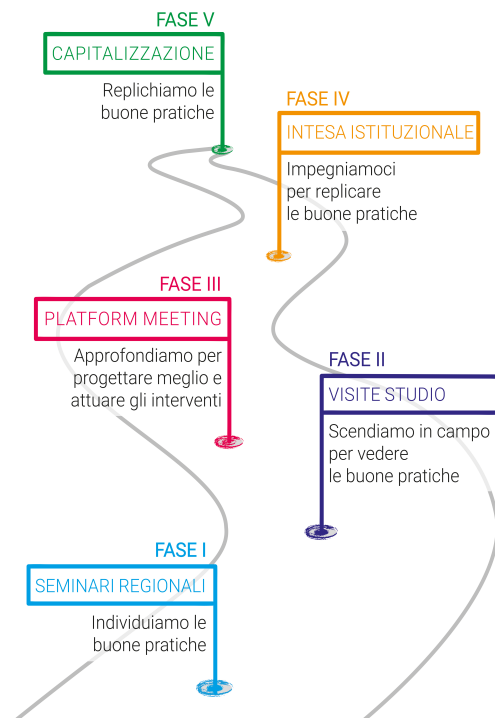 FASE V
CAPITALIZZAZIONE
Replichiamo le
buone pratiche
FASE IV
INTESA ISTITUZIONALE
Impegniamoci
per replicare
le buone pratiche
FASE III
PLATFORM MEETING
Approfondiamo per
progettare meglio e
attuare gli interventi
FASE II
VISITE STUDIO
Scendiamo in campo
per vedere
le buone pratiche
FASE I
SEMINARI REGIONALI
Individuiamo le
buone pratiche